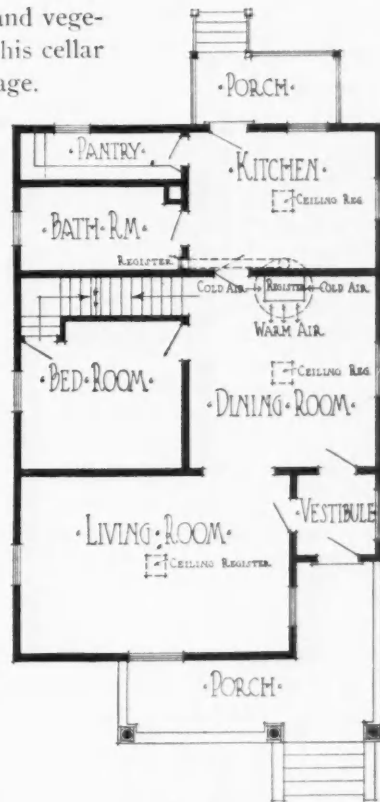 and vege-
his cellar
age.
·PORCH·
·PANTRY·
·KITCHEN·
CEILING REG.
·BATH·RM·
REGISTER
COLD AIR REGISTER COLD AIR
WARM AIR
·BED·ROOM·
CEILING REG.
·DINING·ROOM·
·VESTIBULE·
·LIVING·ROOM·
CEILING REGISTER
·PORCH·